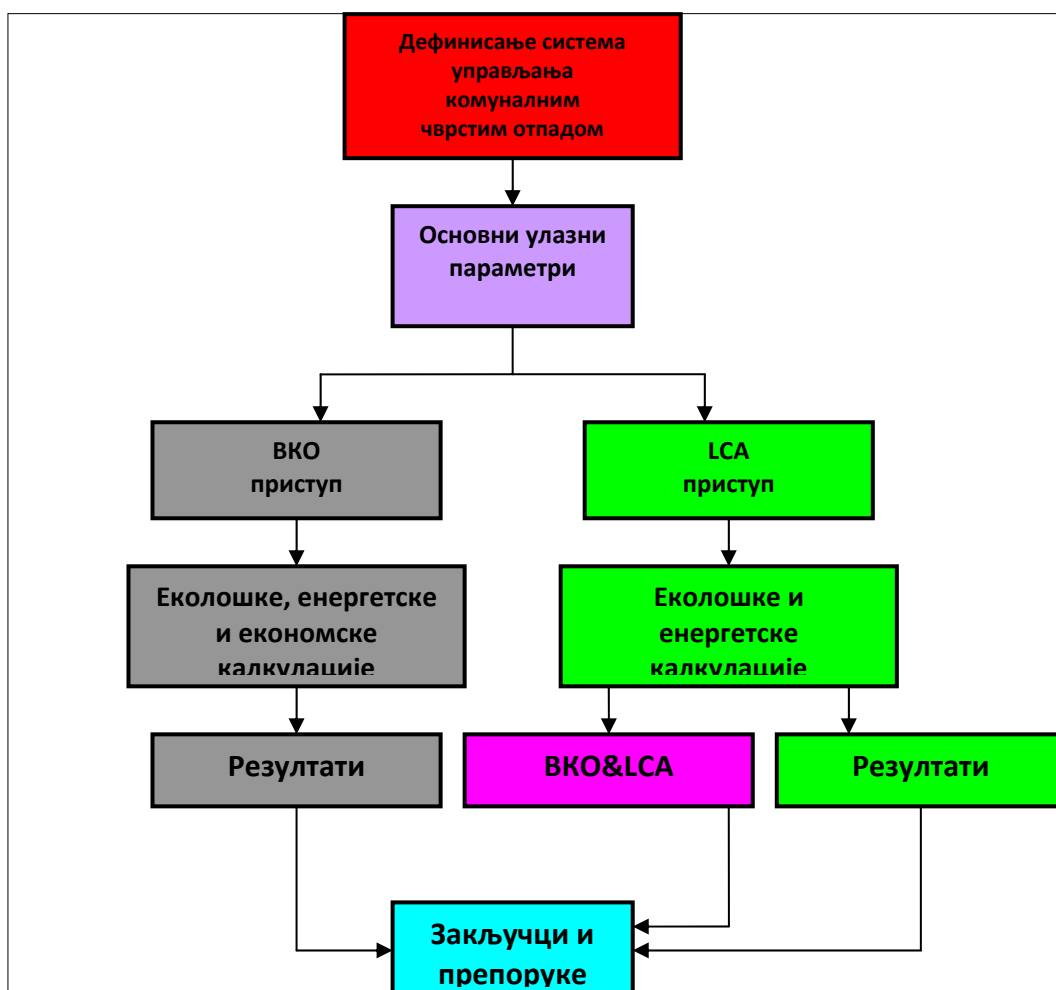 Дефинисање система
управљања
комуналним
чврстим отпадом
Основни улазни
параметри
ВКО
приступ
LCA
приступ
Еколошке, енергетске
и економске
калкулације
Еколошке и
енергетске
калкулације
Резултати
ВКО&LCA
Резултати
Закључци и
препоруке